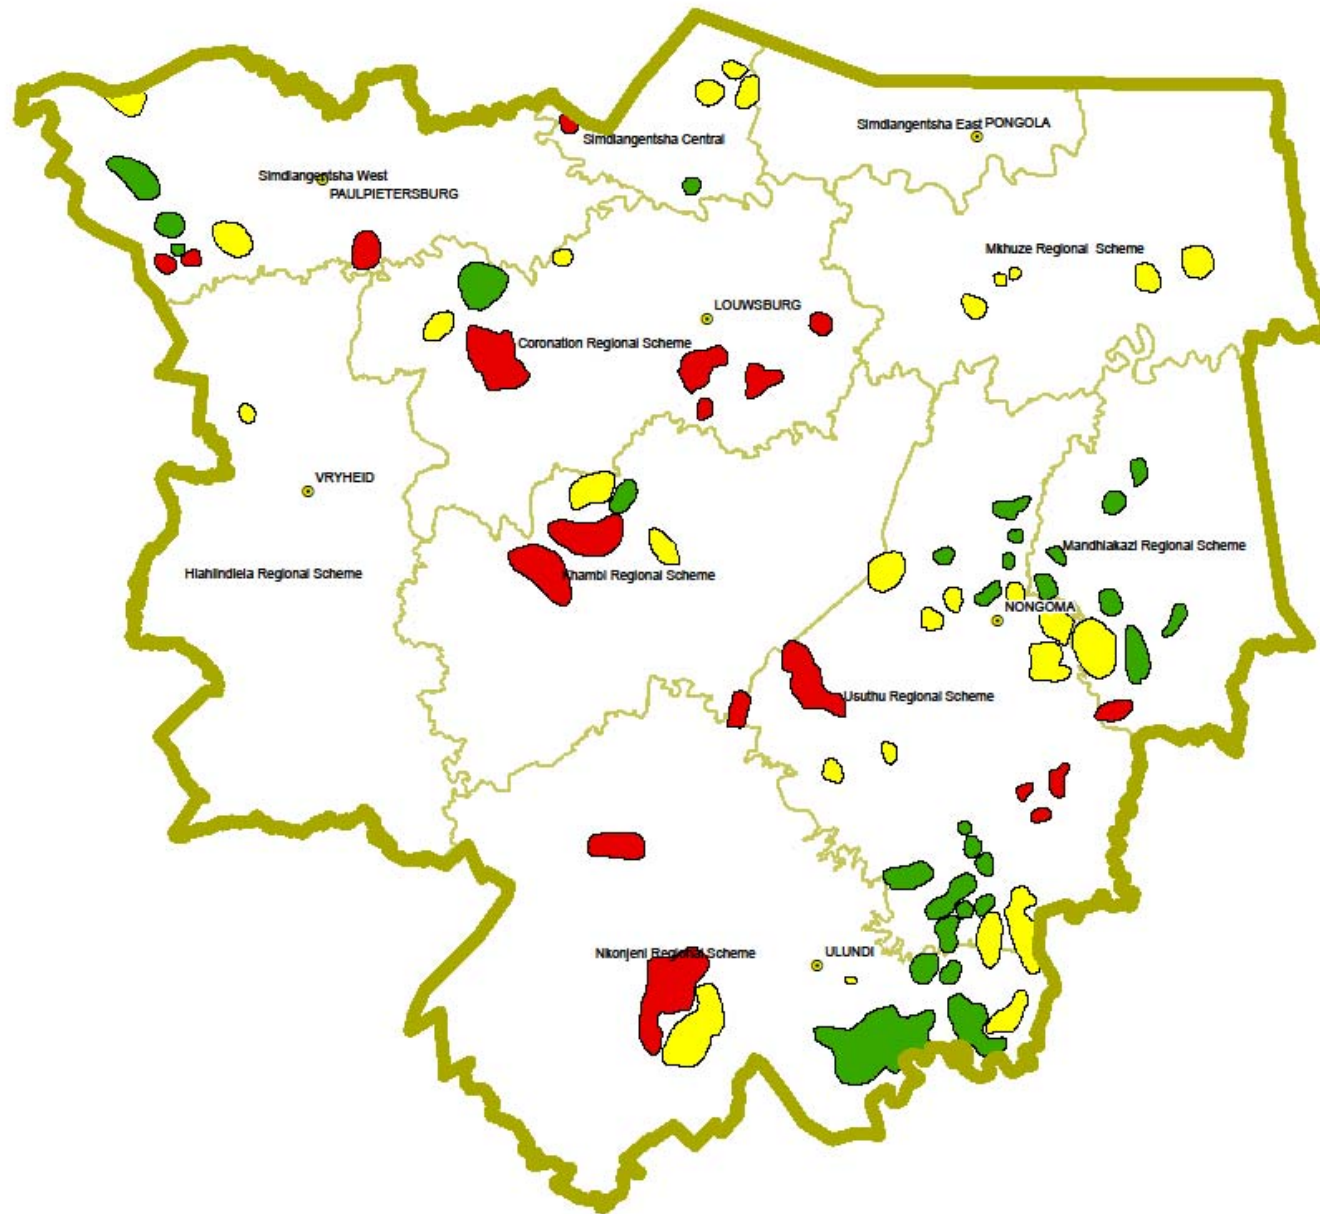 Simdlangentsha East
PONGOLA
Simdlangentsha Central
Simdlangentsha West
PAULPIETERSBURG
Mkhuze Regional Scheme
LOUWSBURG
Coronation Regional Scheme
VRYHEID
Mandhlakazi Regional Scheme
Hlahlindlela Regional Scheme
Khambi Regional Scheme
NONGOMA
Usuthu Regional Scheme
Nkonjeni Regional Scheme
ULUNDI